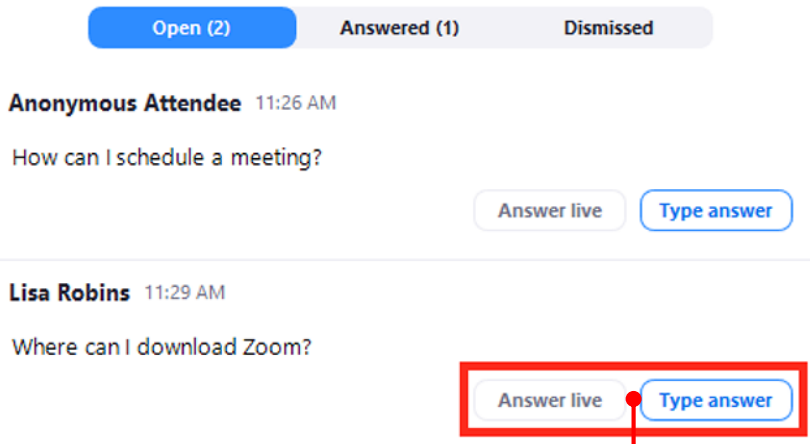 Open (2) Answered (1) Dismissed
Anonymous Attendee 11:26 AM
How can I schedule a meeting?
Answer live Type answer
Lisa Robins 11:29 AM
Where can I download Zoom?
Answer live Type answer